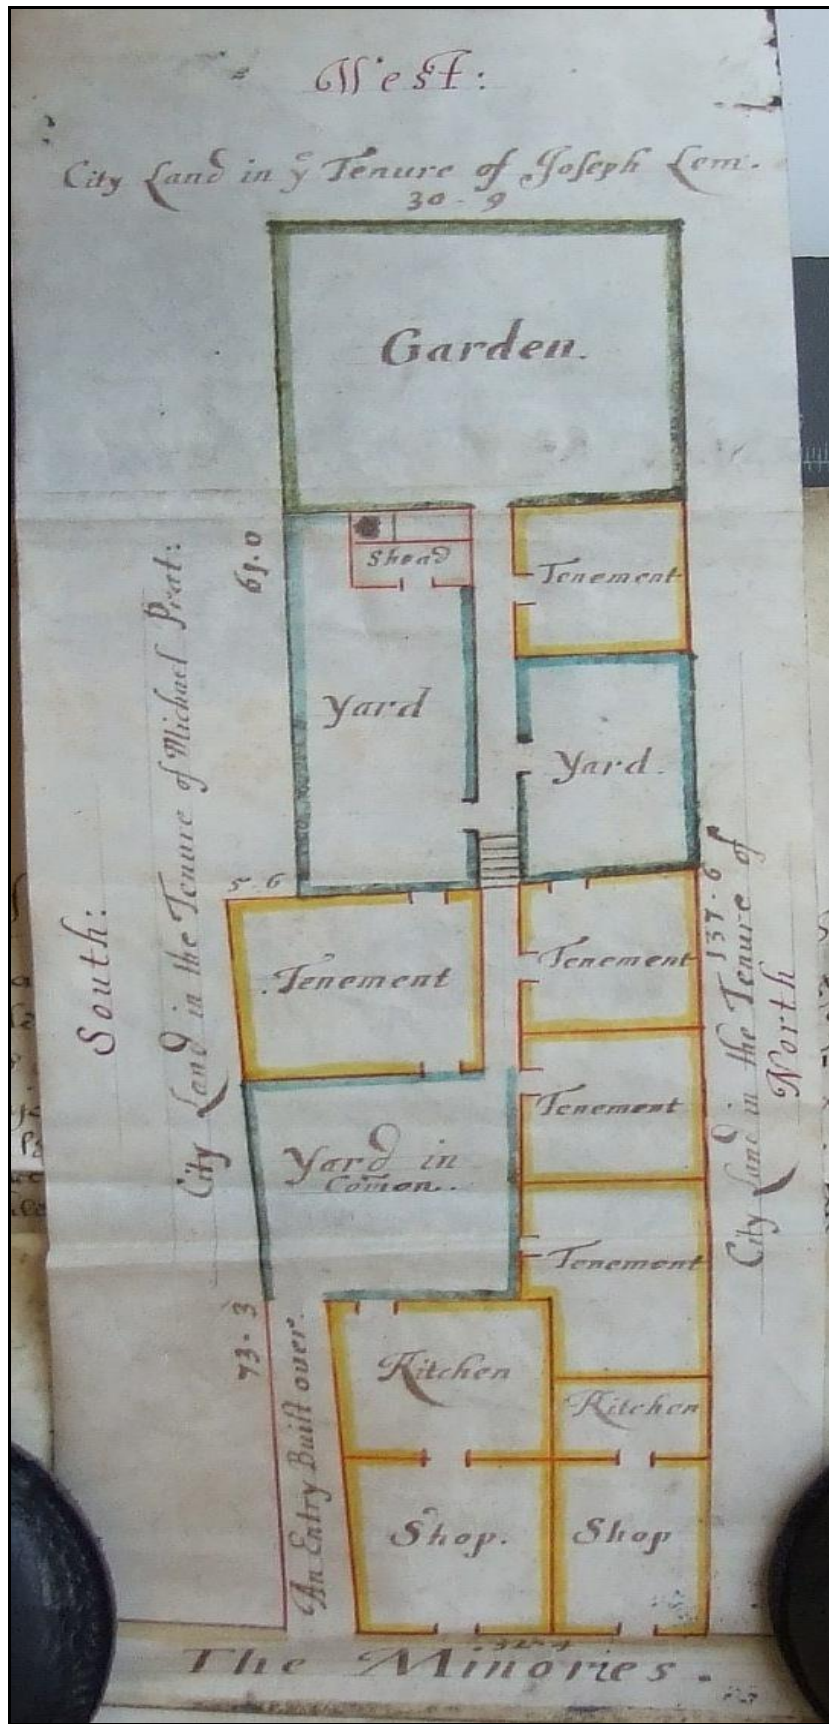 West:
City Land in yͤ Tenure of Joseph Lem.
30 - 9
Garden.
61.0
Shead
Tenement
Yard
Yard.
South:
City Land in the Tenure of Michael Prat:
5.6
Tenement
Tenement
137.6
City Land in the Tenure of
North
Tenement
Yard in
Comon.
Tenement
73.3
An Entry Built over.
Kitchen
Kitchen
Shop.
Shop
The Minories.